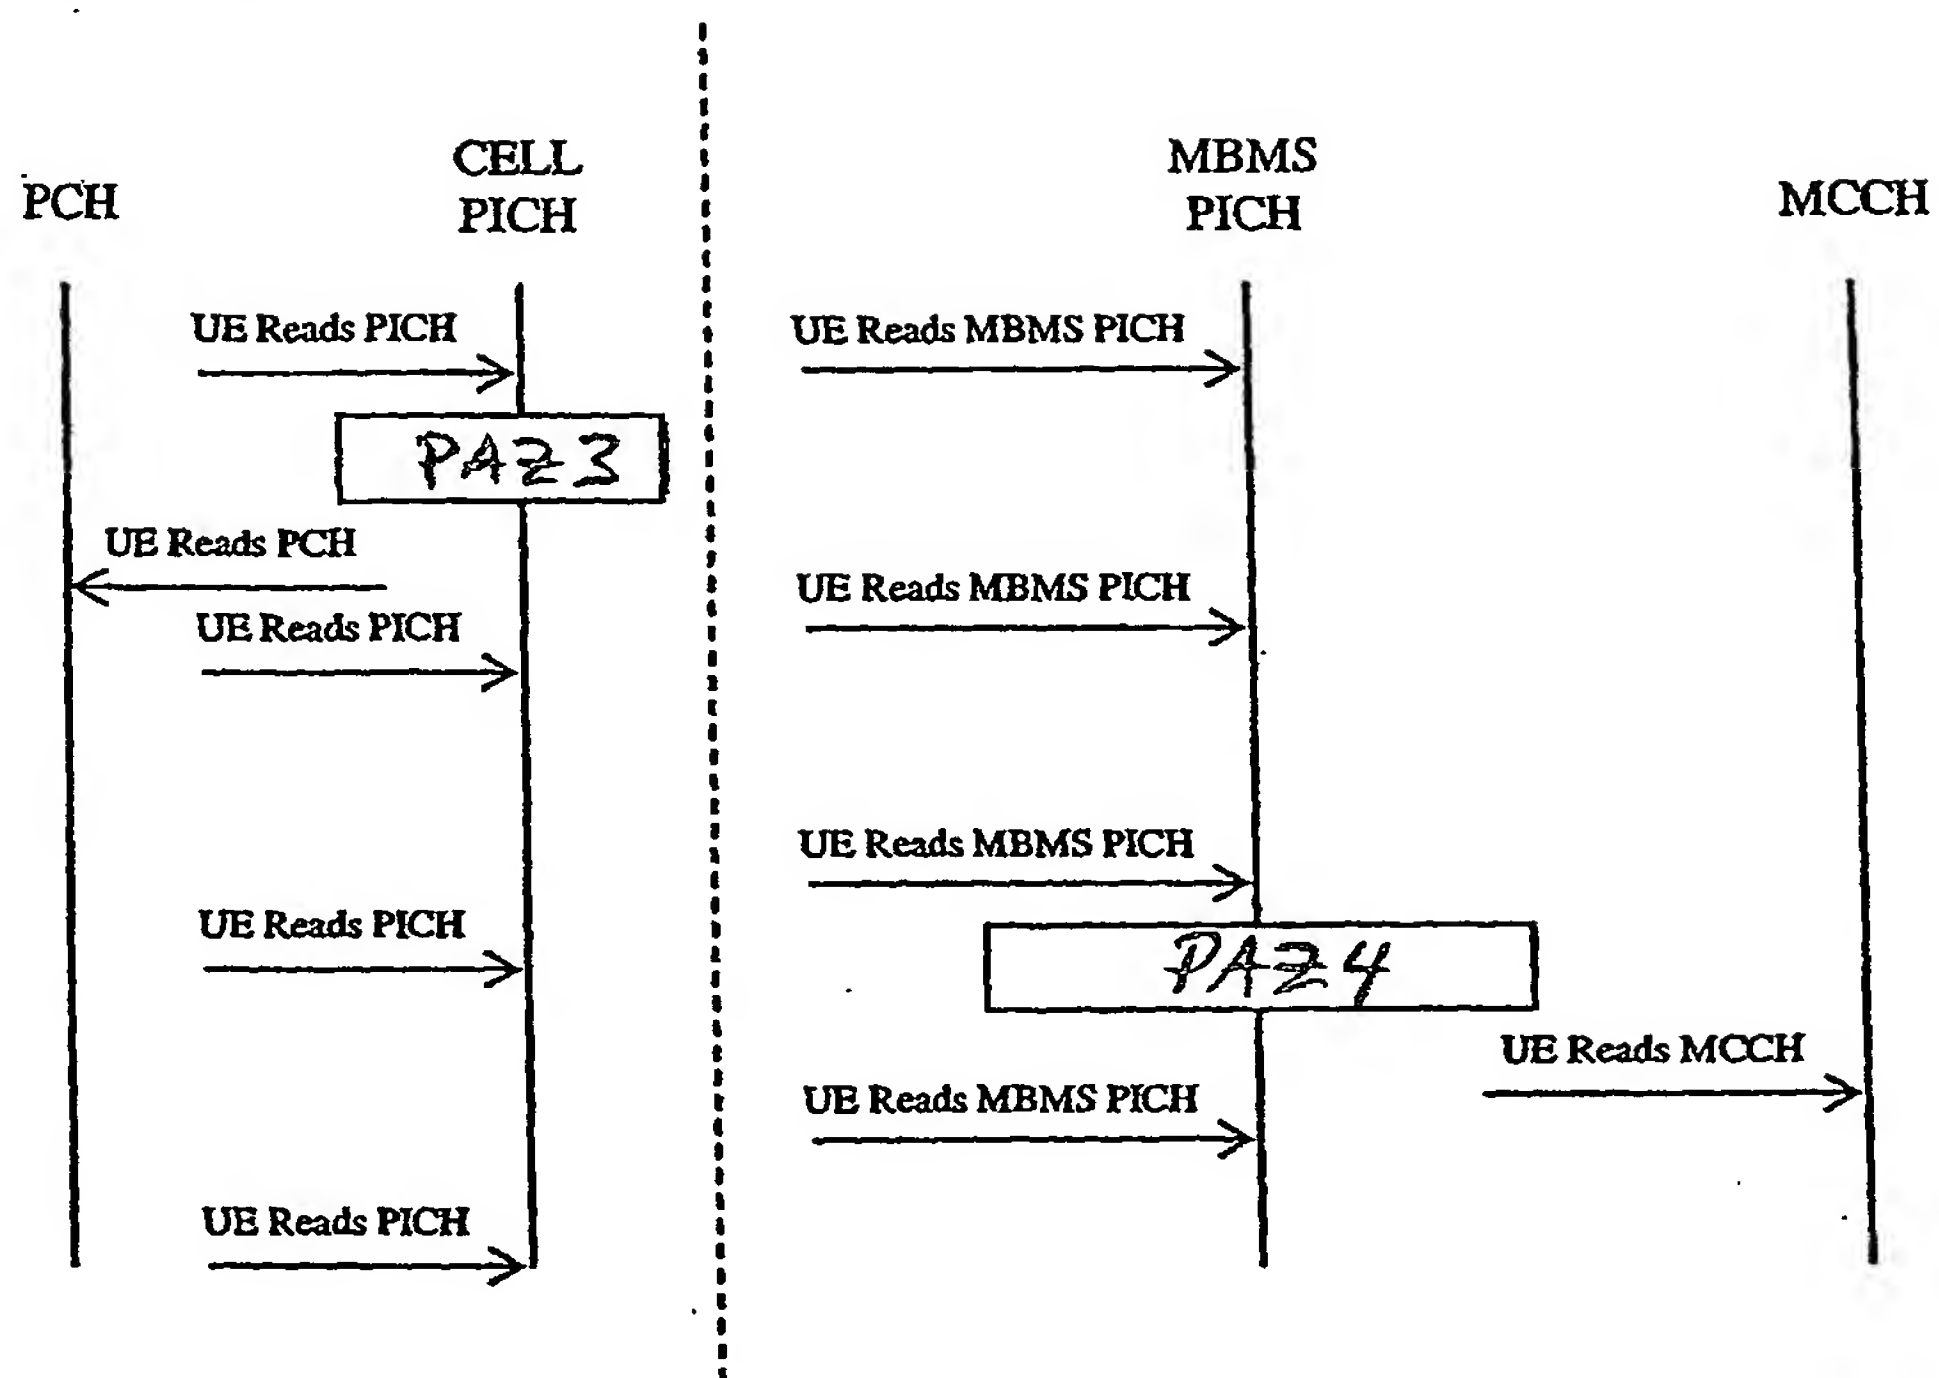 PCH
CELL
PICH
MBMS
PICH
MCCH
UE Reads PICH
UE Reads MBMS PICH
PAZ3
UE Reads PCH
UE Reads MBMS PICH
UE Reads PICH
UE Reads MBMS PICH
UE Reads PICH
PAZ4
UE Reads MCCH
UE Reads MBMS PICH
UE Reads PICH